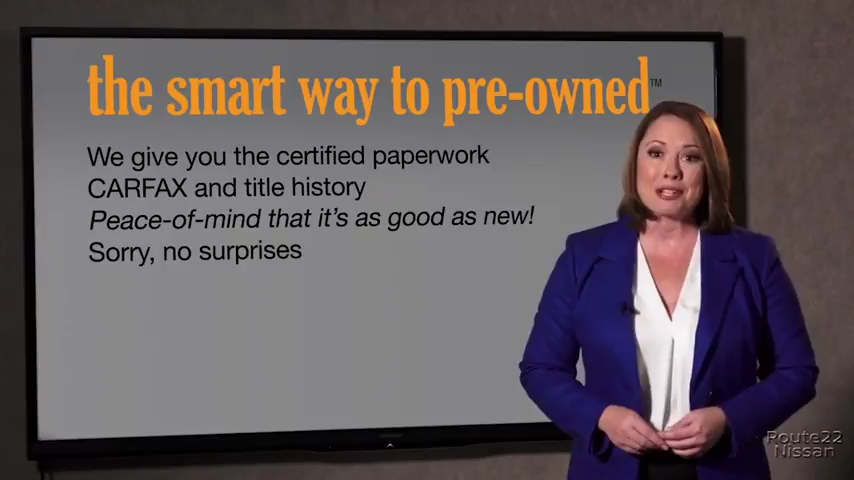 the smart way to pre-owned™
We give you the certified paperwork
CARFAX and title history
Peace-of-mind that it's as good as new!
Sorry, no surprises
Route22
Nissan